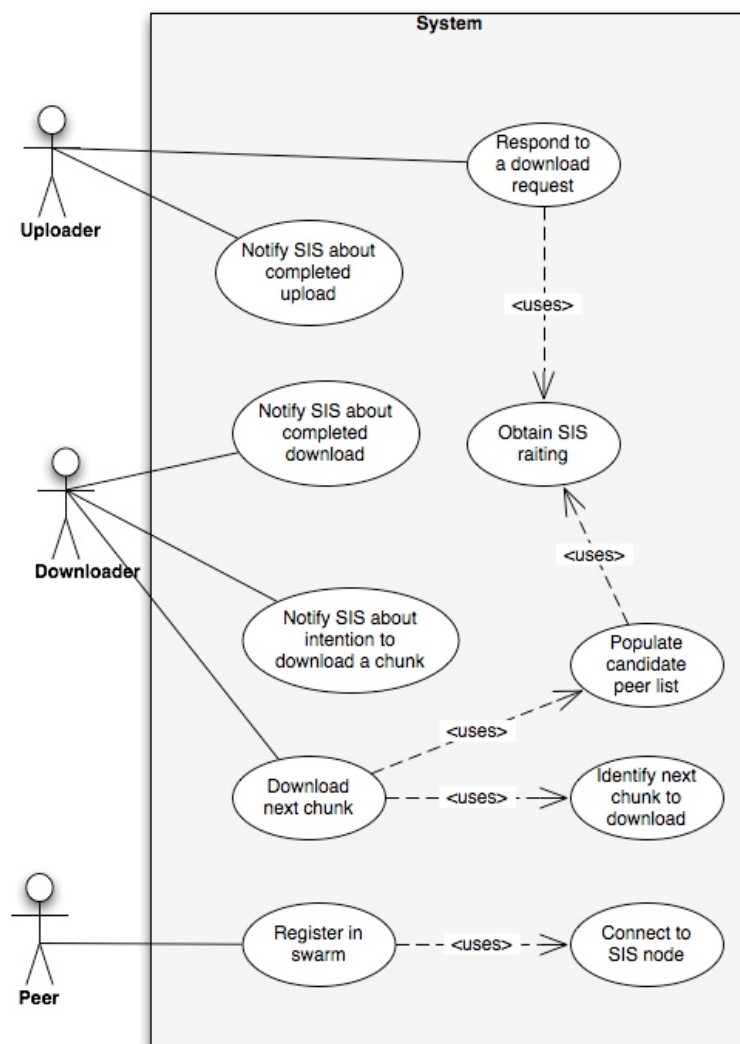 System
Respond to
a download
request
Uploader
Notify SIS about
completed
upload
<uses>
Notify SIS about
completed
download
Obtain SIS
raiting
<uses>
Downloader
Notify SIS about
intention to
download a chunk
Populate
candidate
peer list
<uses>
Download
next chunk
<uses>
Identify next
chunk to
download
Register in
swarm
<uses>
Connect to
SIS node
Peer